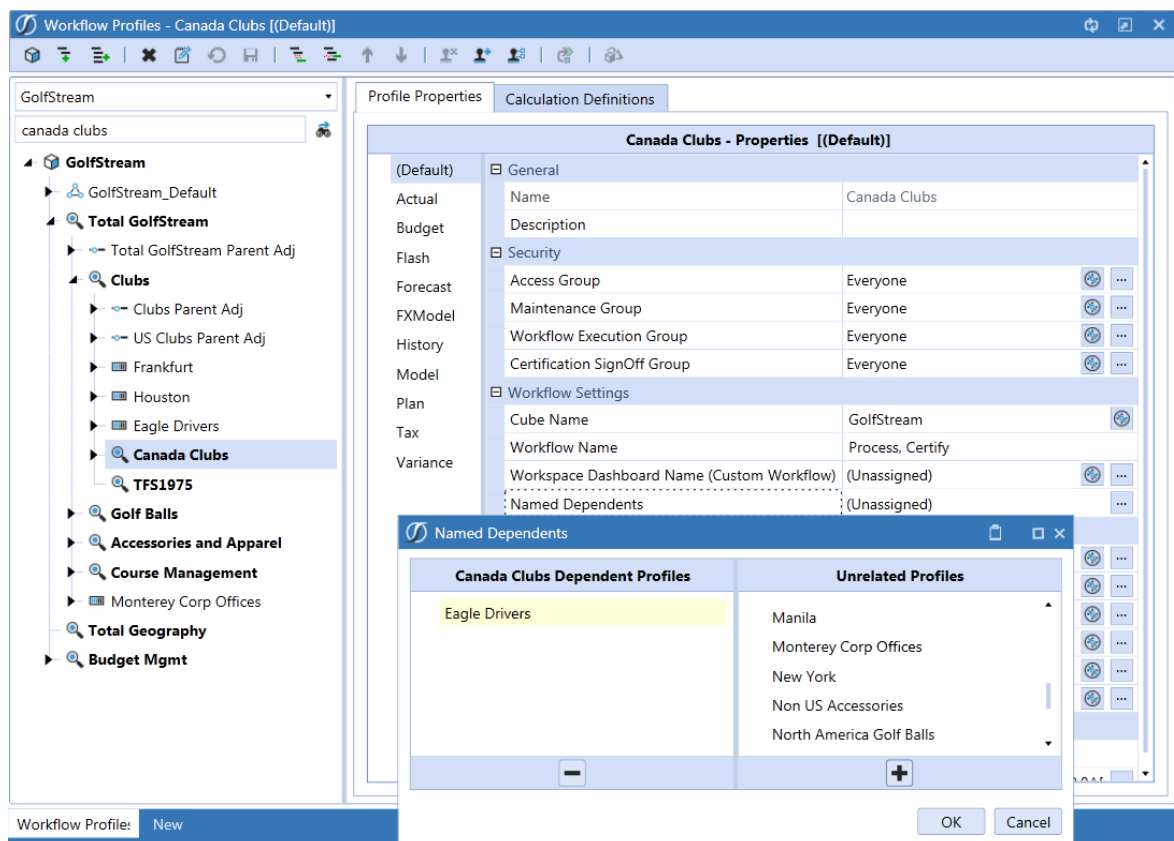 Workflow Profiles - Canada Clubs [(Default)]
GolfStream
canada clubs
GolfStream
GolfStream_Default
Total GolfStream
Total GolfStream Parent Adj
Clubs
Clubs Parent Adj
US Clubs Parent Adj
Frankfurt
Houston
Eagle Drivers
Canada Clubs
TFS1975
Golf Balls
Accessories and Apparel
Course Management
Monterey Corp Offices
Total Geography
Budget Mgmt
Profile Properties
Calculation Definitions
Canada Clubs - Properties [(Default)]
(Default)
Actual
Budget
Flash
Forecast
FXModel
History
Model
Plan
Tax
Variance
General
Name Canada Clubs
Description
Security
Access Group Everyone ...
Maintenance Group Everyone ...
Workflow Execution Group Everyone ...
Certification SignOff Group Everyone ...
Workflow Settings
Cube Name GolfStream
Workflow Name Process, Certify
Workspace Dashboard Name (Custom Workflow) (Unassigned) ...
Named Dependents (Unassigned) ...
Named Dependents
Canada Clubs Dependent Profiles
Eagle Drivers
Unrelated Profiles
Manila
Monterey Corp Offices
New York
Non US Accessories
North America Golf Balls
OK Cancel
Workflow Profiles New